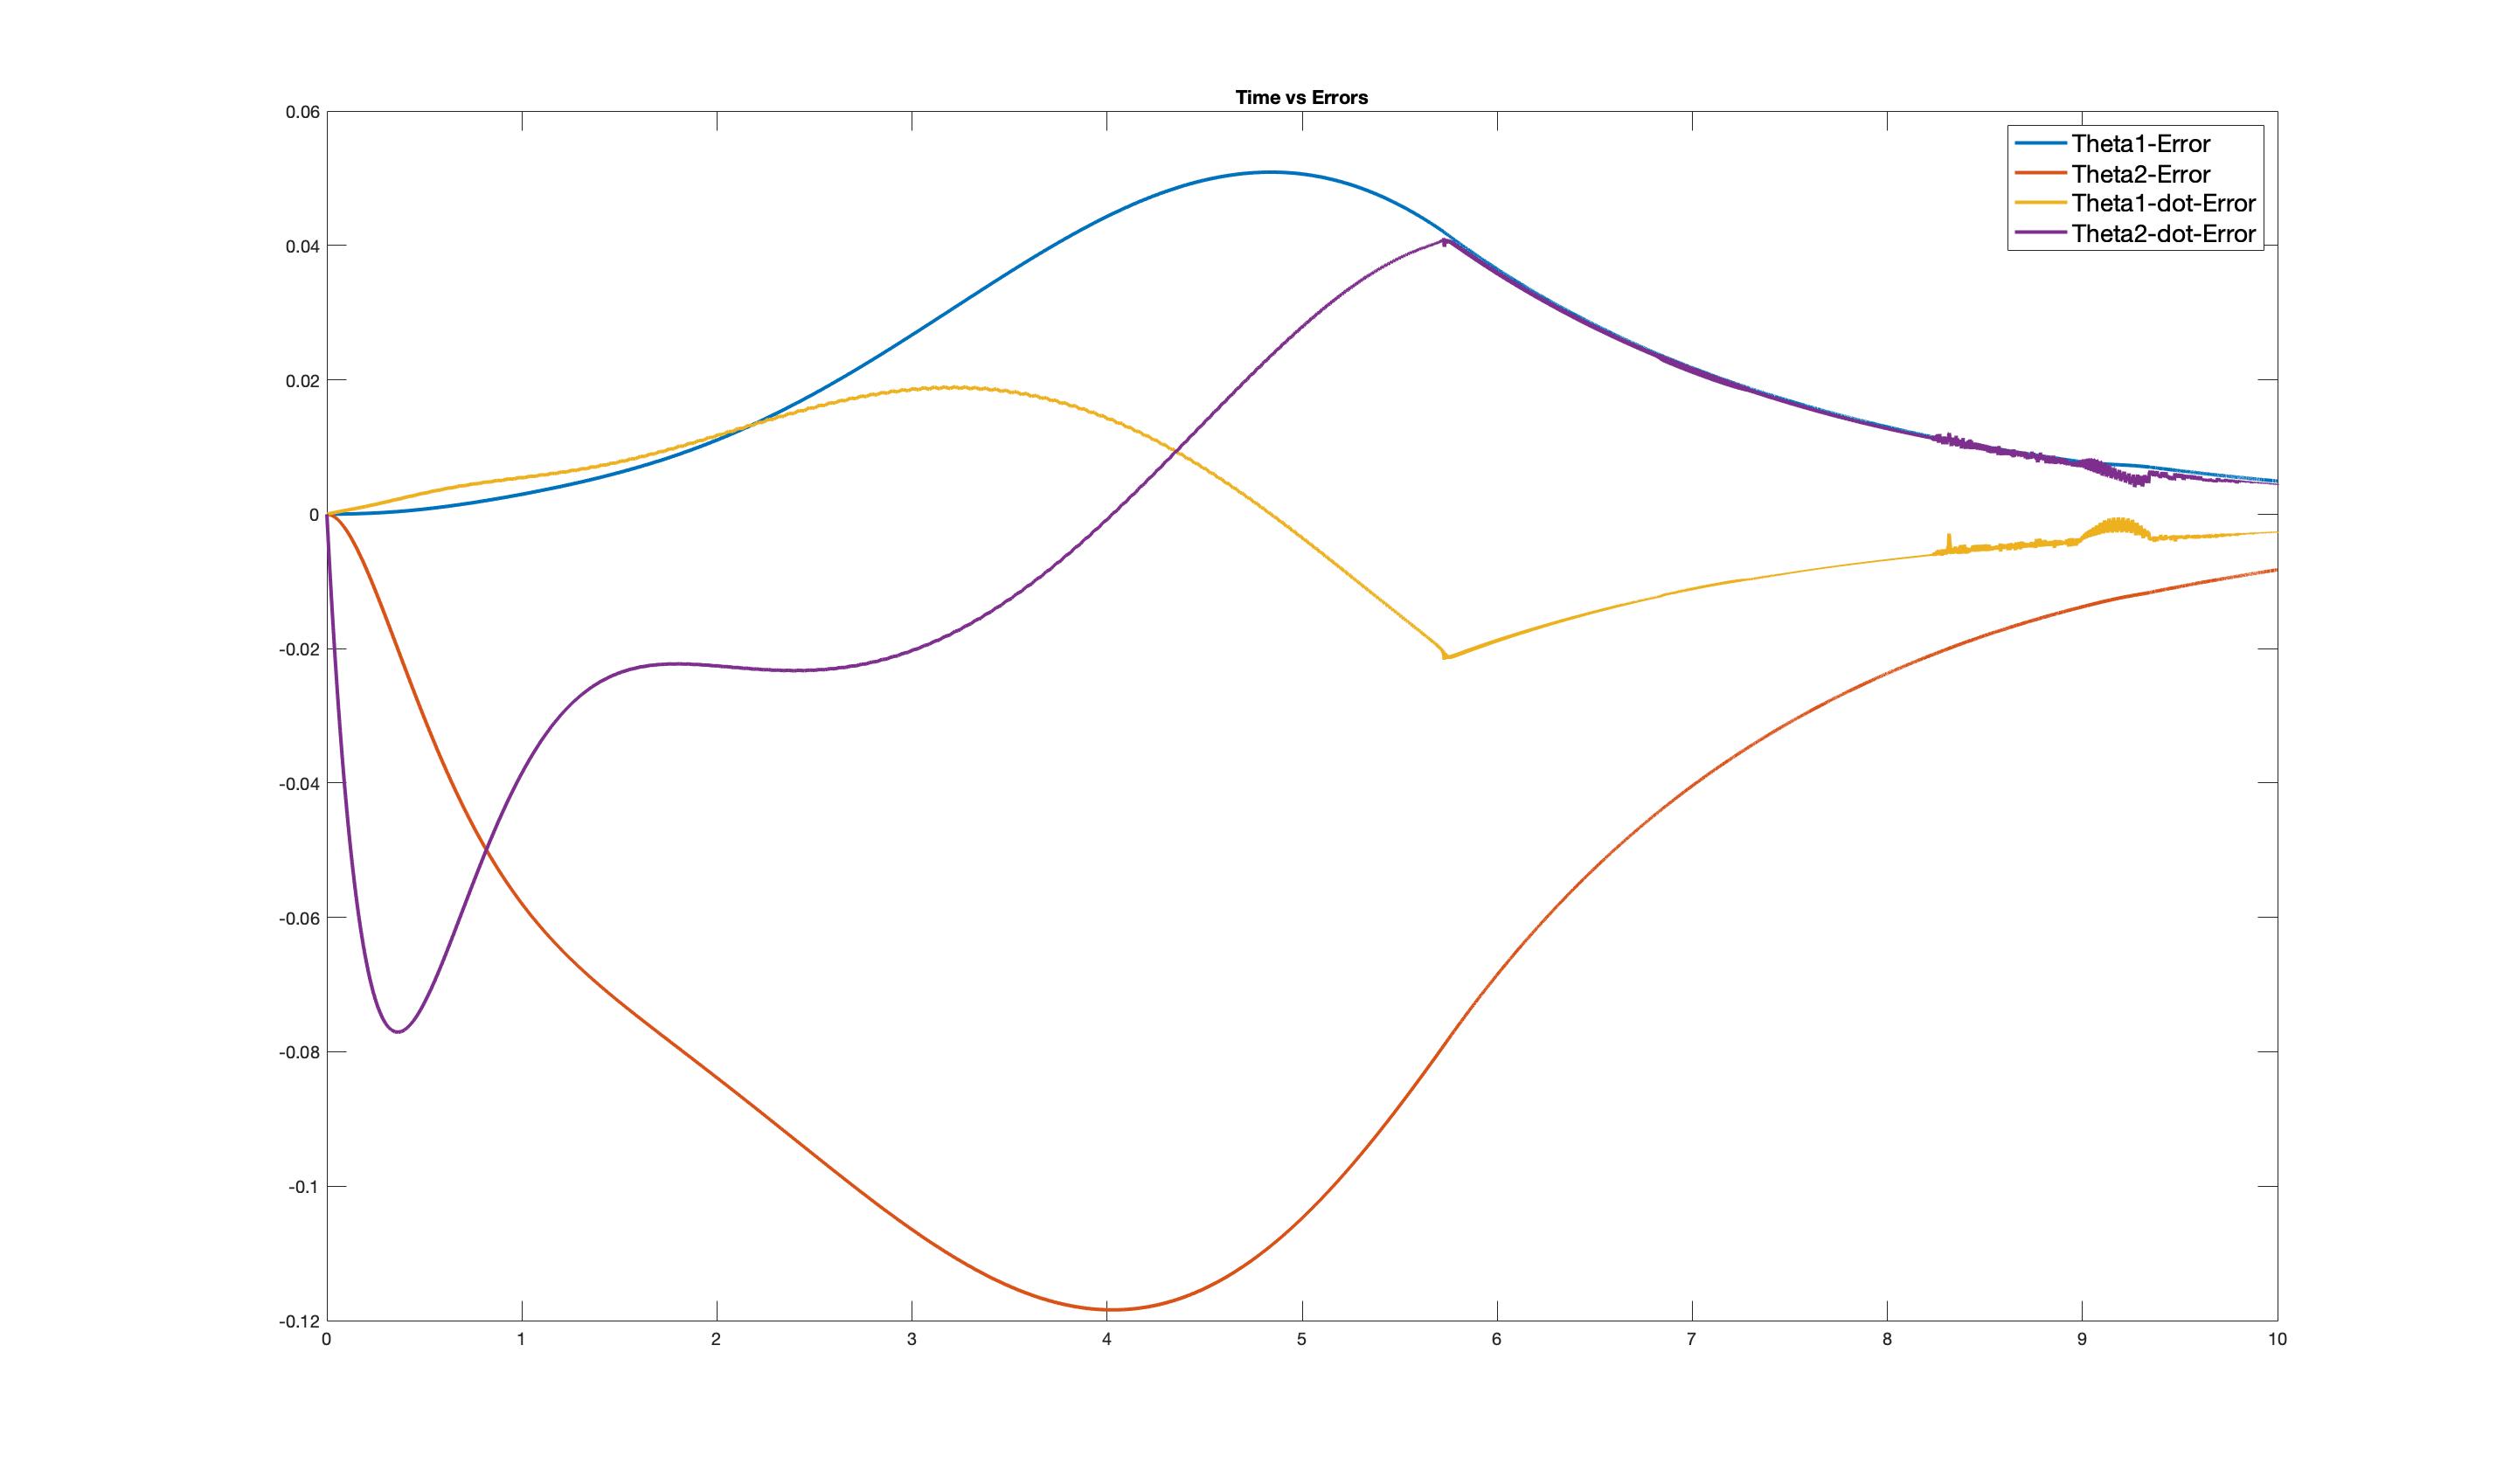 Time vs Errors
0.06
0.04
0.02
0
-0.02
-0.04
-0.06
-0.08
-0.1
-0.12
0 1 2 3 4 5 6 7 8 9 10
Theta1-Error
Theta2-Error
Theta1-dot-Error
Theta2-dot-Error